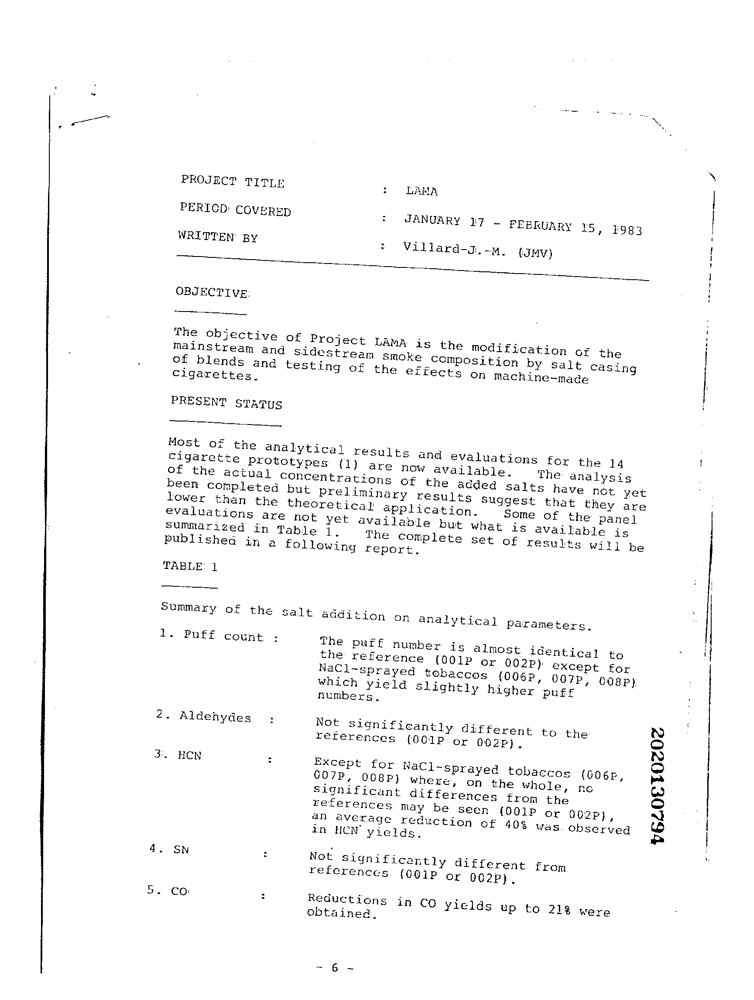 PROJECT TITLE : LAMA
PERIOD COVERED : JANUARY 17 - FEBRUARY 15, 1983
WRITTEN BY : Villard-J.-M. (JMV)
OBJECTIVE
The objective of Project LAMA is the modification of the
mainstream and sidestream smoke composition by salt casing
of blends and testing of the effects on machine-made
cigarettes.
PRESENT STATUS
Most of the analytical results and evaluations for the 14
cigarette prototypes (1) are now available. The analysis
of the actual concentrations of the added salts have not yet
been completed but preliminary results suggest that they are
lower than the theoretical application. Some of the panel
evaluations are not yet available but what is available is
summarized in Table 1. The complete set of results will be
published in a following report.
TABLE 1
Summary of the salt addition on analytical parameters.
1. Puff count : The puff number is almost identical to
the reference (001P or 002P) except for
NaCl-sprayed tobaccos (006P, 007P, 008P)
which yield slightly higher puff
numbers.
2. Aldehydes : Not significantly different to the
references (001P or 002P).
3. HCN : Except for NaCl-sprayed tobaccos (006P,
007P, 008P) where, on the whole, no
significant differences from the
references may be seen (001P or 002P),
an average reduction of 40% was observed
in HCN yields.
4. SN : Not significantly different from
references (001P or 002P).
5. CO : Reductions in CO yields up to 21% were
obtained.
2020130794
- 6 -